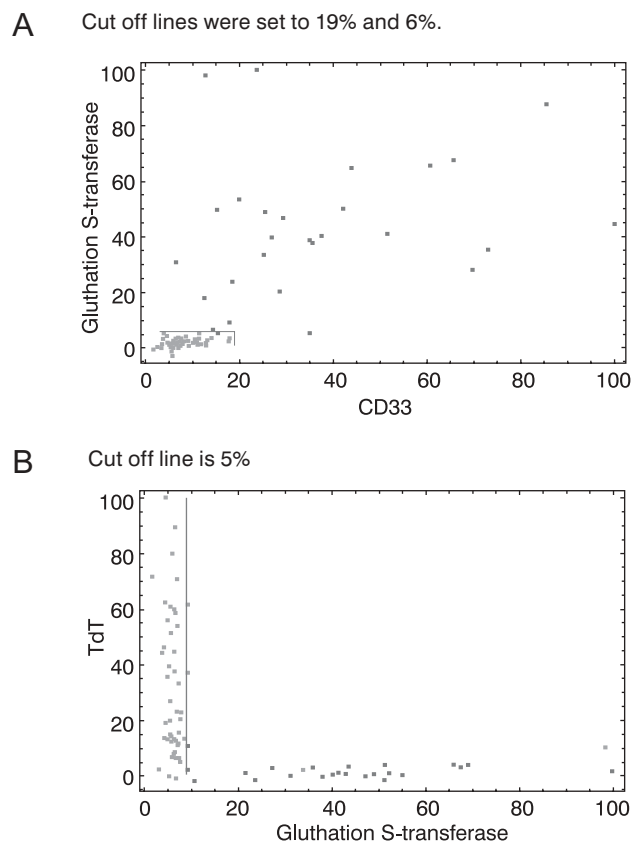 A
Cut off lines were set to 19% and 6%.
100
80
60
40
20
0
Gluthation S-transferase
0 20 40 60 80 100
CD33
B
Cut off line is 5%
100
80
60
40
20
0
TdT
0 20 40 60 80 100
Gluthation S-transferase